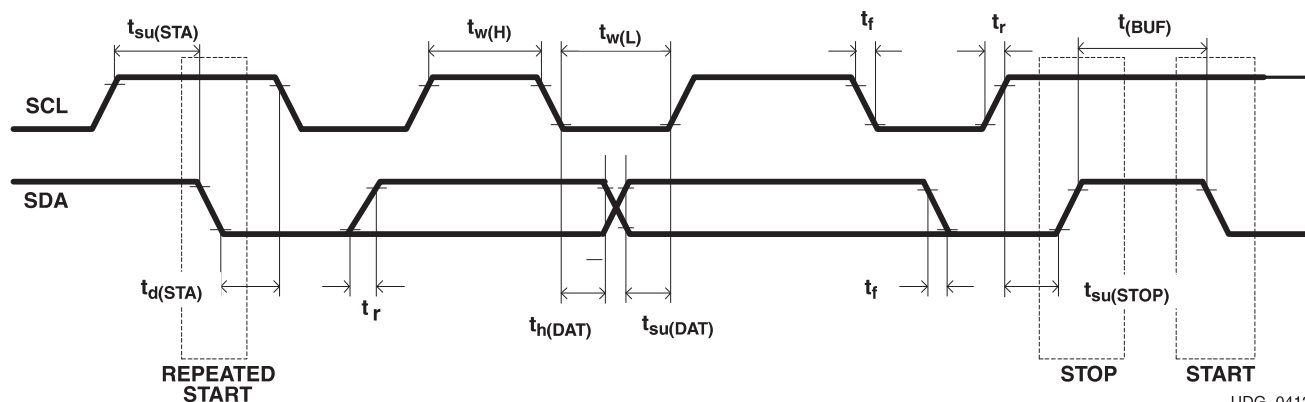 tsu(STA)
tw(H)
tw(L)
tf
tr
t(BUF)
SCL
SDA
td(STA)
tr
th(DAT)
tsu(DAT)
tf
tsu(STOP)
REPEATED
START
STOP
START